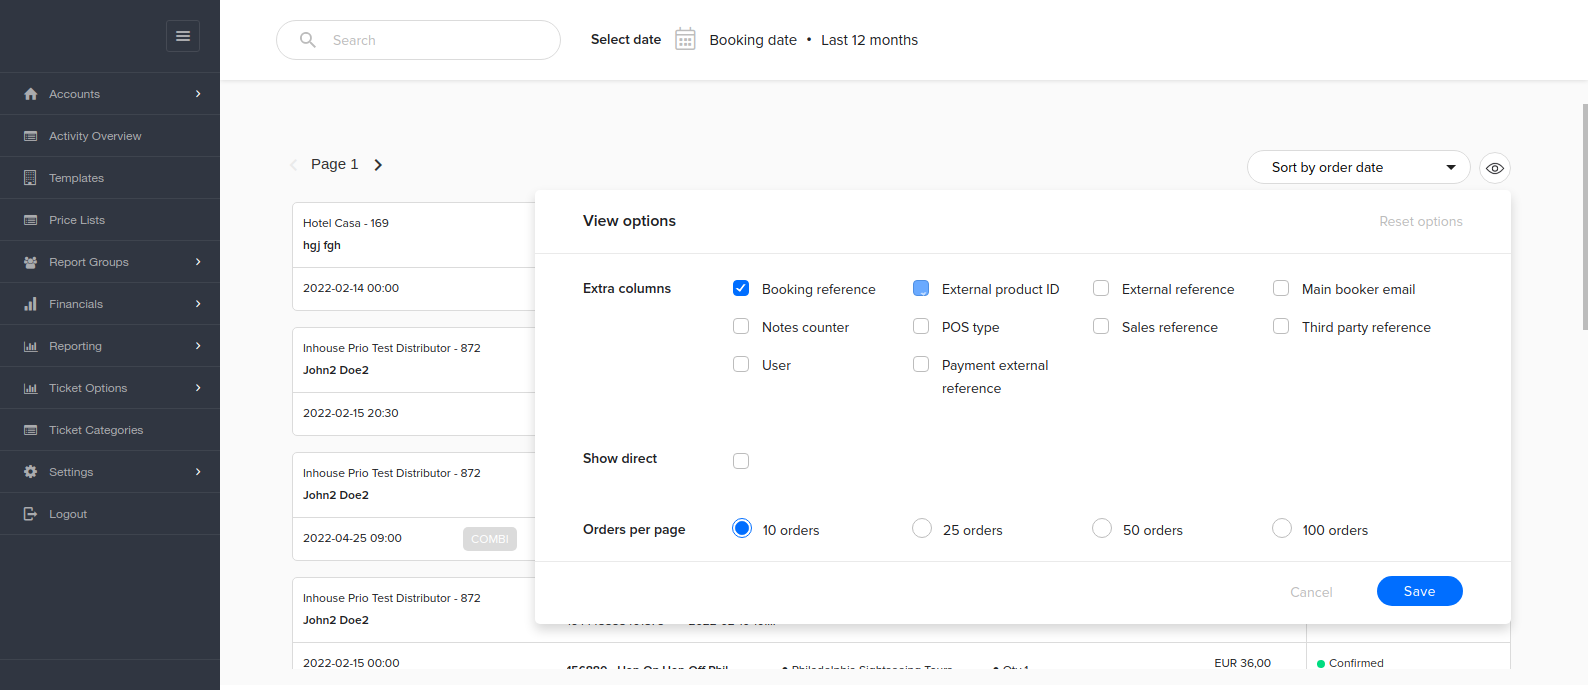 Search
Select date
Booking date • Last 12 months
Accounts
Activity Overview
Templates
Price Lists
Report Groups
Financials
Reporting
Ticket Options
Ticket Categories
Settings
Logout
Page 1
Sort by order date
Hotel Casa - 169
hgj fgh
2022-02-14 00:00
Inhouse Prio Test Distributor - 872
John2 Doe2
2022-02-15 20:30
Inhouse Prio Test Distributor - 872
John2 Doe2
2022-04-25 09:00 COMBI
Inhouse Prio Test Distributor - 872
John2 Doe2
2022-02-15 00:00
View options
Reset options
Extra columns
Booking reference
External product ID
External reference
Main booker email
Notes counter
POS type
Sales reference
Third party reference
User
Payment external
reference
Show direct
Orders per page
10 orders
25 orders
50 orders
100 orders
Cancel
Save
• Philadelphia Sightseeing Tours
• Qty 1
EUR 36,00
Confirmed